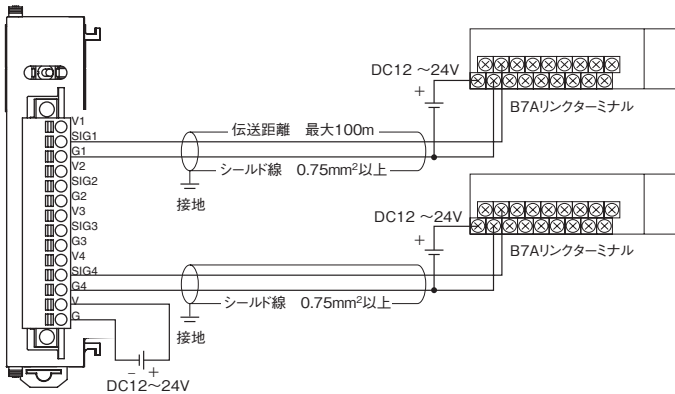 V1
SIG1
G1
V2
SIG2
G2
V3
SIG3
G3
V4
SIG4
G4
V
G
- +
DC12～24V
伝送距離 最大100m
シールド線 0.75mm²以上
接地
DC12 ～24V
+
B7Aリンクターミナル
シールド線 0.75mm²以上
接地
DC12 ～24V
+
B7Aリンクターミナル